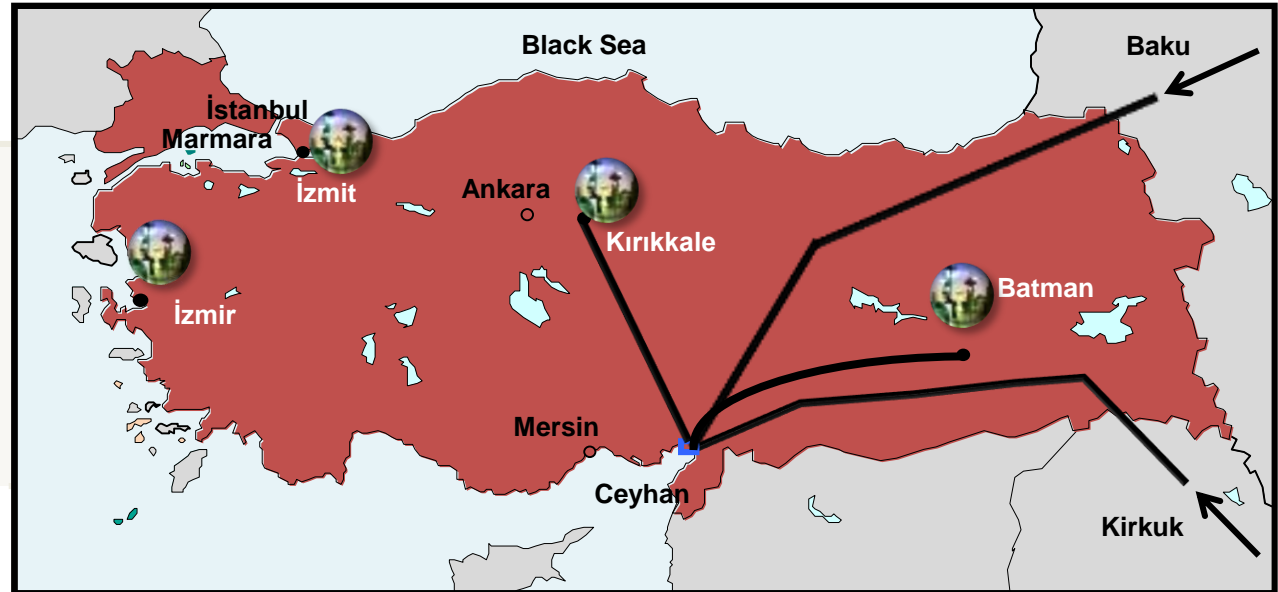 Black Sea
Baku
İstanbul
Marmara
İzmit
Ankara
Kırıkkale
Batman
İzmir
Mersin
Ceyhan
Kirkuk